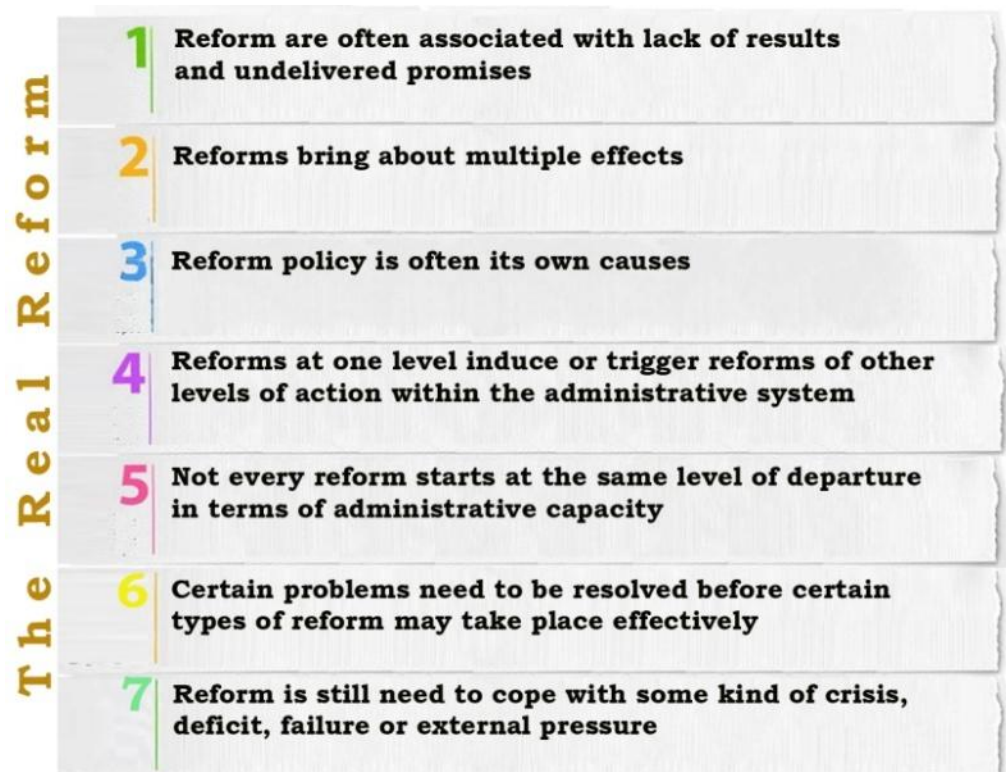 The Real Reform
1
Reform are often associated with lack of results
and undelivered promises
2
Reforms bring about multiple effects
3
Reform policy is often its own causes
4
Reforms at one level induce or trigger reforms of other
levels of action within the administrative system
5
Not every reform starts at the same level of departure
in terms of administrative capacity
6
Certain problems need to be resolved before certain
types of reform may take place effectively
7
Reform is still need to cope with some kind of crisis,
deficit, failure or external pressure